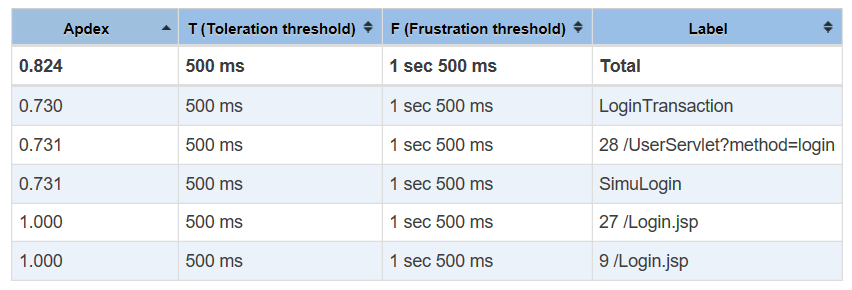 Apdex T (Toleration threshold) F (Frustration threshold) Label
0.824 500 ms 1 sec 500 ms Total
0.730 500 ms 1 sec 500 ms LoginTransaction
0.731 500 ms 1 sec 500 ms 28 /UserServlet?method=login
0.731 500 ms 1 sec 500 ms SimuLogin
1.000 500 ms 1 sec 500 ms 27 /Login.jsp
1.000 500 ms 1 sec 500 ms 9 /Login.jsp